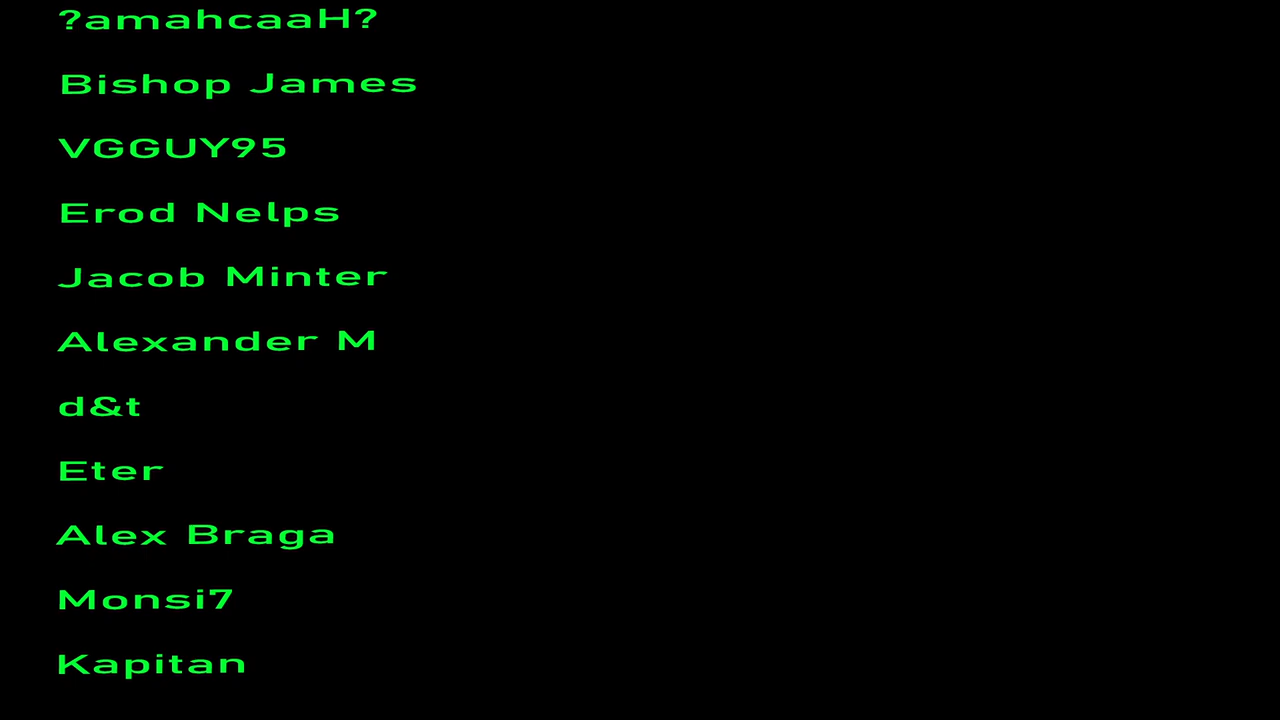 ?amahcaaH?
Bishop James
VGGUY95
Erod Nelps
Jacob Minter
Alexander M
d&t
Eter
Alex Braga
Monsi7
Kapitan